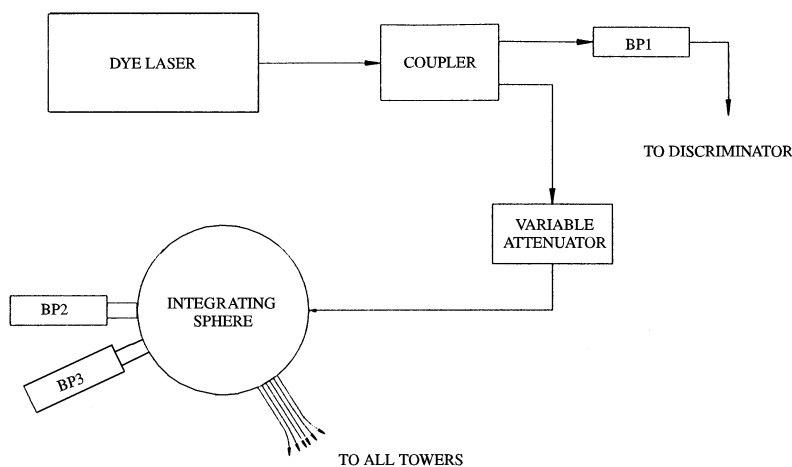 DYE LASER
COUPLER
BP1
TO DISCRIMINATOR
VARIABLE
ATTENUATOR
INTEGRATING
SPHERE
BP2
BP3
TO ALL TOWERS